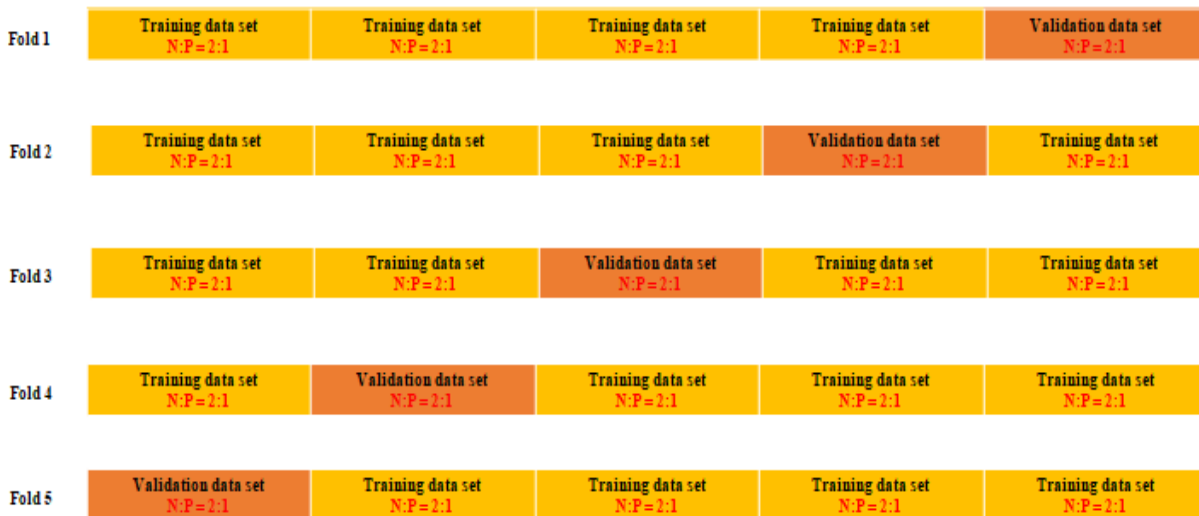 Fold 1
Training data set
N:P = 2:1
Training data set
N:P = 2:1
Training data set
N:P = 2:1
Training data set
N:P = 2:1
Validation data set
N:P = 2:1
Fold 2
Training data set
N:P = 2:1
Training data set
N:P = 2:1
Training data set
N:P = 2:1
Validation data set
N:P = 2:1
Training data set
N:P = 2:1
Fold 3
Training data set
N:P = 2:1
Training data set
N:P = 2:1
Validation data set
N:P = 2:1
Training data set
N:P = 2:1
Training data set
N:P = 2:1
Fold 4
Training data set
N:P = 2:1
Validation data set
N:P = 2:1
Training data set
N:P = 2:1
Training data set
N:P = 2:1
Training data set
N:P = 2:1
Fold 5
Validation data set
N:P = 2:1
Training data set
N:P = 2:1
Training data set
N:P = 2:1
Training data set
N:P = 2:1
Training data set
N:P = 2:1